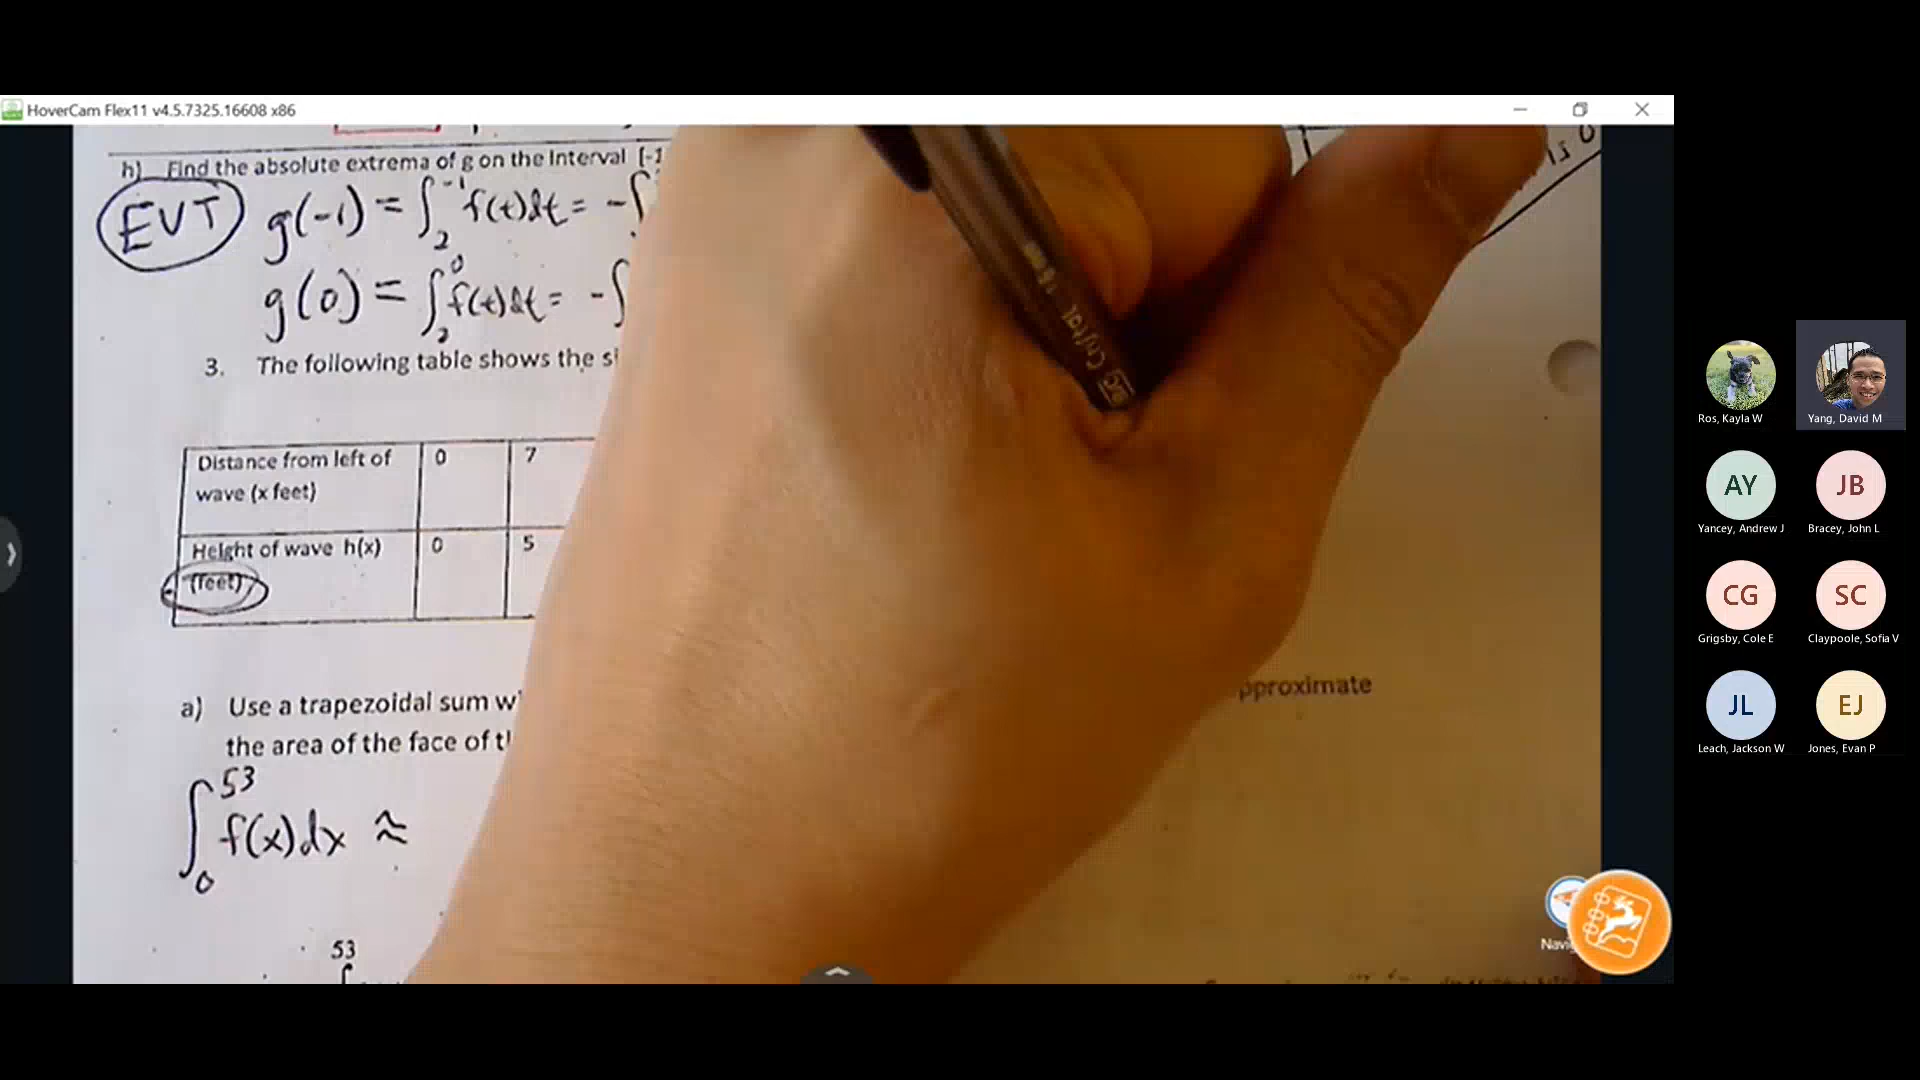 HoverCam Flex11 v4.5.7325.16608 x86
h) Find the absolute extrema of g on the interval [-1
EVT g(-1) = ∫₂⁻¹ f(t)dt = -∫
g(0) = ∫₂⁰ f(t)dt = -∫
3. The following table shows the
Distance from left of 0 7
wave (x feet)
Height of wave h(x) 0 5
(feet)
a) Use a trapezoidal sum
pproximate
the area of the face of
∫₀⁵³ f(x)dx ≈
53
∫
Cultor
Ros, Kayla W
Yang, David M
AY
JB
Yancey, Andrew J
Bracey, John L
CG
SC
Grigsby, Cole E
Claypoole, Sofia V
JL
EJ
Leach, Jackson W
Jones, Evan P